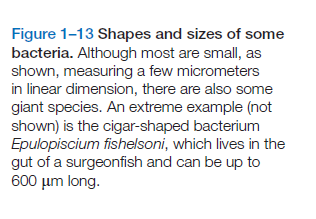 Figure 1–13 Shapes and sizes of some
bacteria. Although most are small, as
shown, measuring a few micrometers
in linear dimension, there are also some
giant species. An extreme example (not
shown) is the cigar-shaped bacterium
Epulopiscium fishelsoni, which lives in the
gut of a surgeonfish and can be up to
600 μm long.